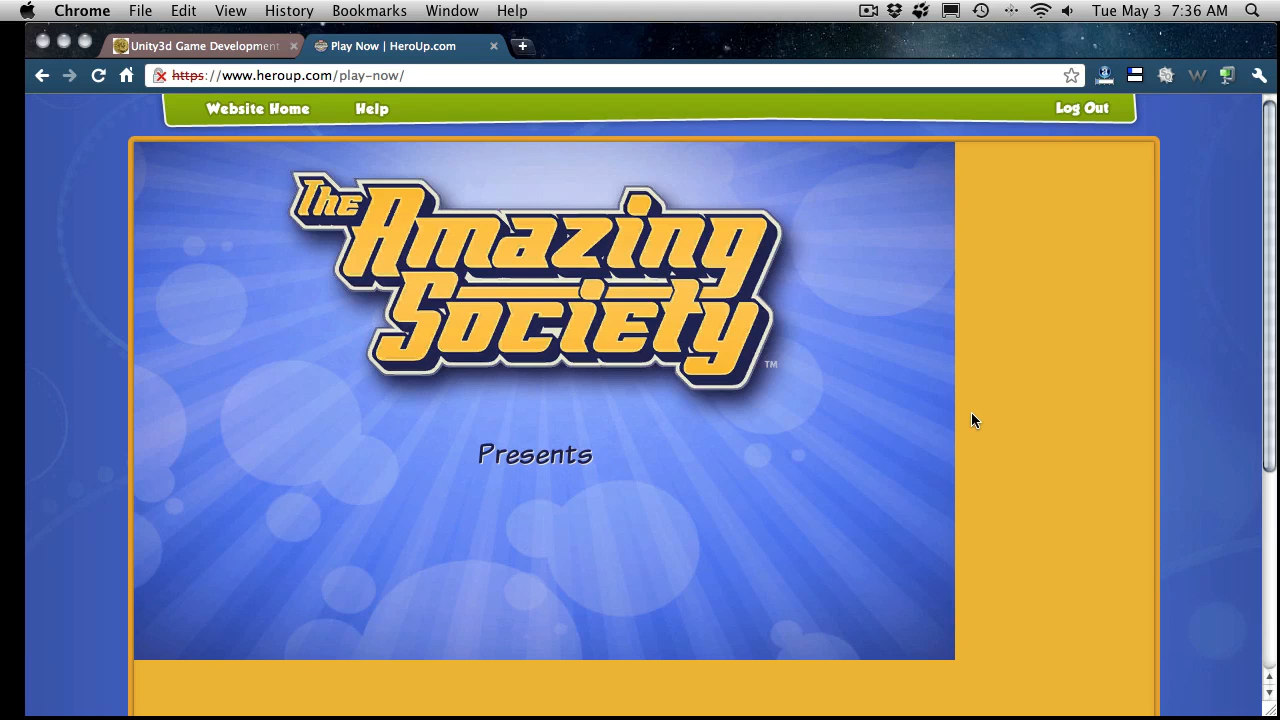 Chrome File Edit View History Bookmarks Window Help Tue May 3 7:36 AM
Unity3d Game Development Play Now | HeroUp.com
https://www.heroup.com/play-now/
Website Home Help Log Out
The
Amazing
Society
TM
Presents